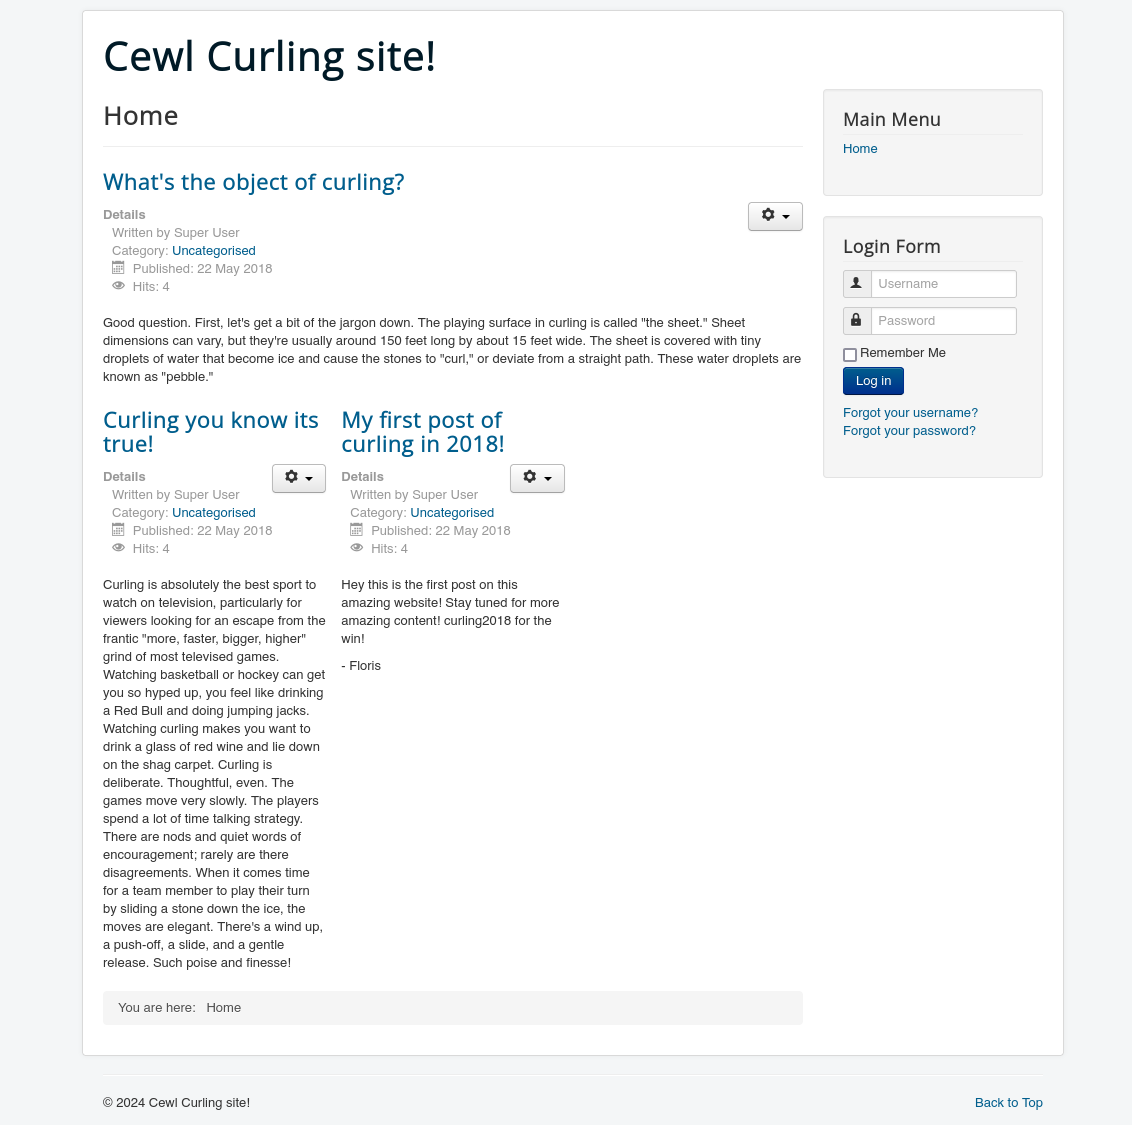 Cewl Curling site!
Home
What's the object of curling?
Details
Written by Super User
Category: Uncategorised
Published: 22 May 2018
Hits: 4
Good question. First, let's get a bit of the jargon down. The playing surface in curling is called "the sheet." Sheet
dimensions can vary, but they're usually around 150 feet long by about 15 feet wide. The sheet is covered with tiny
droplets of water that become ice and cause the stones to "curl," or deviate from a straight path. These water droplets are
known as "pebble."
Curling you know its
true!
Details
Written by Super User
Category: Uncategorised
Published: 22 May 2018
Hits: 4
Curling is absolutely the best sport to
watch on television, particularly for
viewers looking for an escape from the
frantic "more, faster, bigger, higher"
grind of most televised games.
Watching basketball or hockey can get
you so hyped up, you feel like drinking
a Red Bull and doing jumping jacks.
Watching curling makes you want to
drink a glass of red wine and lie down
on the shag carpet. Curling is
deliberate. Thoughtful, even. The
games move very slowly. The players
spend a lot of time talking strategy.
There are nods and quiet words of
encouragement; rarely are there
disagreements. When it comes time
for a team member to play their turn
by sliding a stone down the ice, the
moves are elegant. There's a wind up,
a push-off, a slide, and a gentle
release. Such poise and finesse!
My first post of
curling in 2018!
Details
Written by Super User
Category: Uncategorised
Published: 22 May 2018
Hits: 4
Hey this is the first post on this
amazing website! Stay tuned for more
amazing content! curling2018 for the
win!
- Floris
You are here: Home
Main Menu
Home
Login Form
Username
Password
Remember Me
Log in
Forgot your username?
Forgot your password?
© 2024 Cewl Curling site!
Back to Top